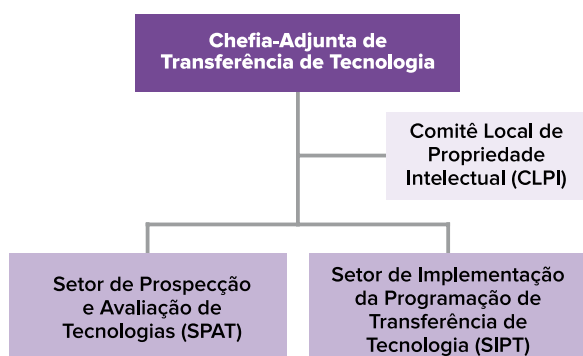 Chefia-Adjunta de
Transferência de Tecnologia
Comitê Local de
Propriedade
Intelectual (CLPI)
Setor de Prospecção
e Avaliação de
Tecnologias (SPAT)
Setor de Implementação
da Programação de
Transferência de
Tecnologia (SIPT)